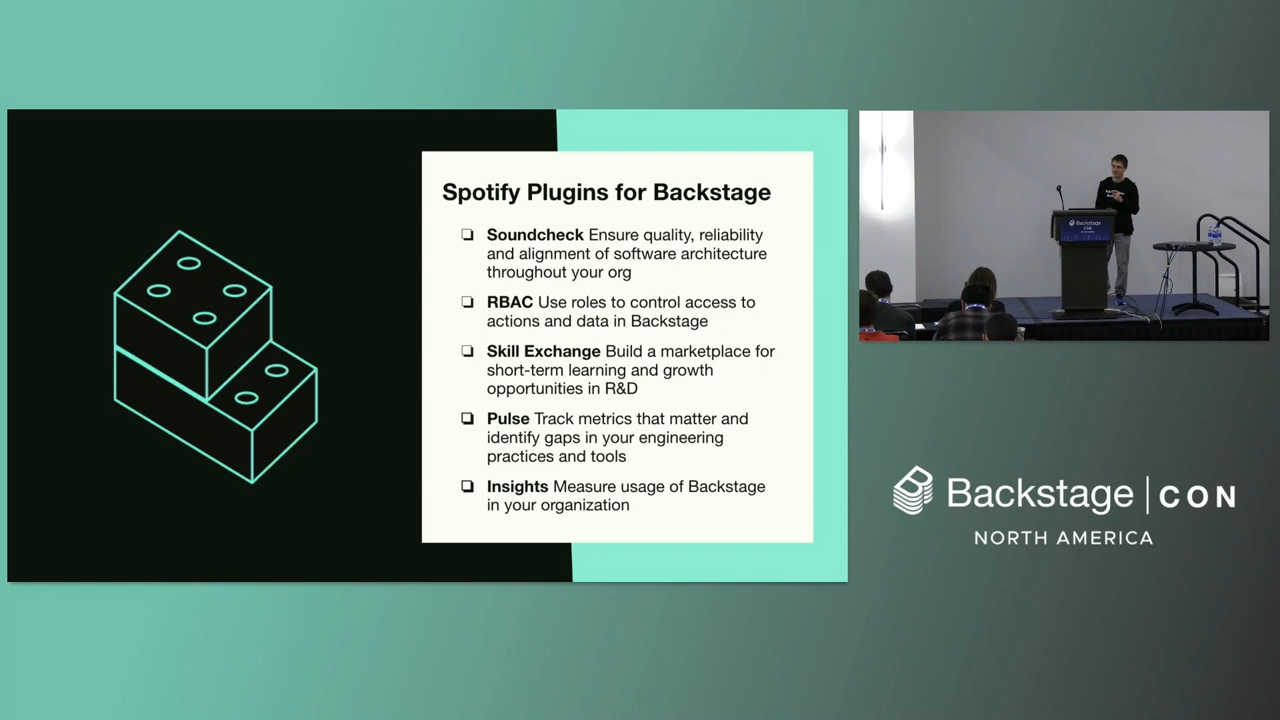 Spotify Plugins for Backstage
❏ Soundcheck Ensure quality, reliability
and alignment of software architecture
throughout your org
❏ RBAC Use roles to control access to
actions and data in Backstage
❏ Skill Exchange Build a marketplace for
short-term learning and growth
opportunities in R&D
❏ Pulse Track metrics that matter and
identify gaps in your engineering
practices and tools
❏ Insights Measure usage of Backstage
in your organization
Backstage
CON
Backstage | CON
NORTH AMERICA